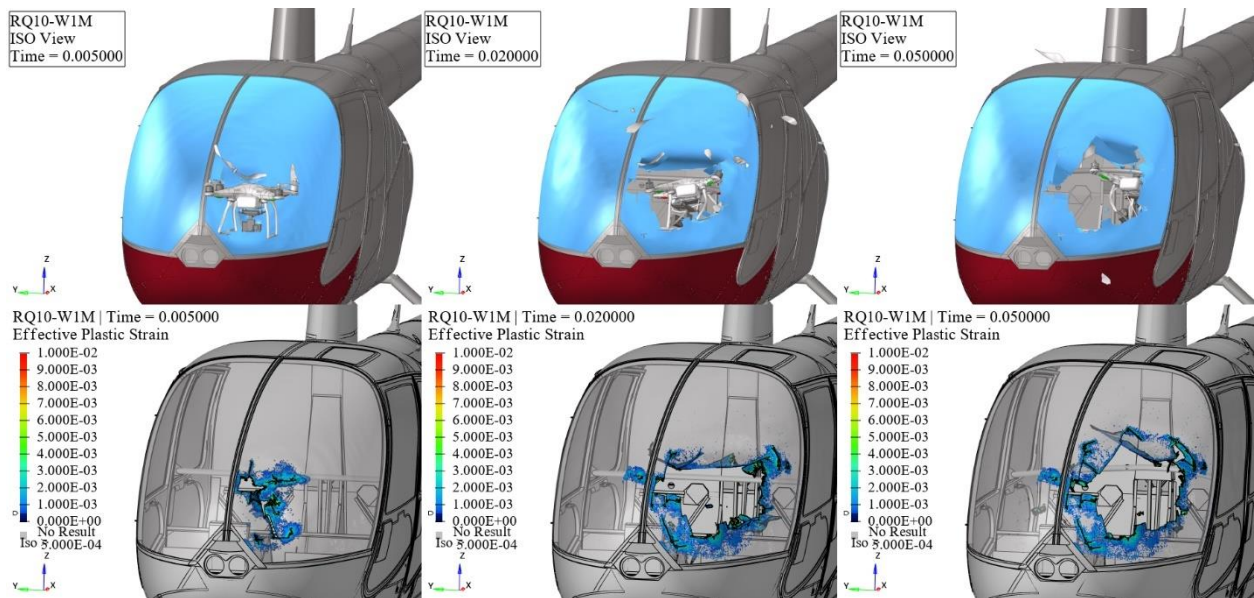 RQ10-W1M
ISO View
Time = 0.005000
Z
Y
X
RQ10-W1M
ISO View
Time = 0.020000
Z
Y
X
RQ10-W1M
ISO View
Time = 0.050000
Z
Y
X
RQ10-W1M | Time = 0.005000
Effective Plastic Strain
1.000E-02
9.000E-03
8.000E-03
7.000E-03
6.000E-03
5.000E-03
4.000E-03
3.000E-03
2.000E-03
1.000E-03
0.000E+00
No Result
Iso = 5.000E-04
Z
Y
X
RQ10-W1M | Time = 0.020000
Effective Plastic Strain
1.000E-02
9.000E-03
8.000E-03
7.000E-03
6.000E-03
5.000E-03
4.000E-03
3.000E-03
2.000E-03
1.000E-03
0.000E+00
No Result
Iso = 5.000E-04
Z
Y
X
RQ10-W1M | Time = 0.050000
Effective Plastic Strain
1.000E-02
9.000E-03
8.000E-03
7.000E-03
6.000E-03
5.000E-03
4.000E-03
3.000E-03
2.000E-03
1.000E-03
0.000E+00
No Result
Iso = 5.000E-04
Z
Y
X